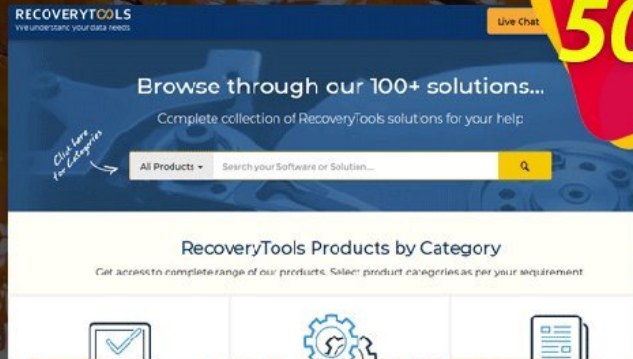 RECOVERYTOOLS
We understand your data needs
Live Chat
50
Browse through our 100+ solutions...
Complete collection of RecoveryTools solutions for your help
Click here
for Categories
All Products
Search your Software or Solution...
RecoveryTools Products by Category
Get access to complete range of our products. Select product categories as per your requirement